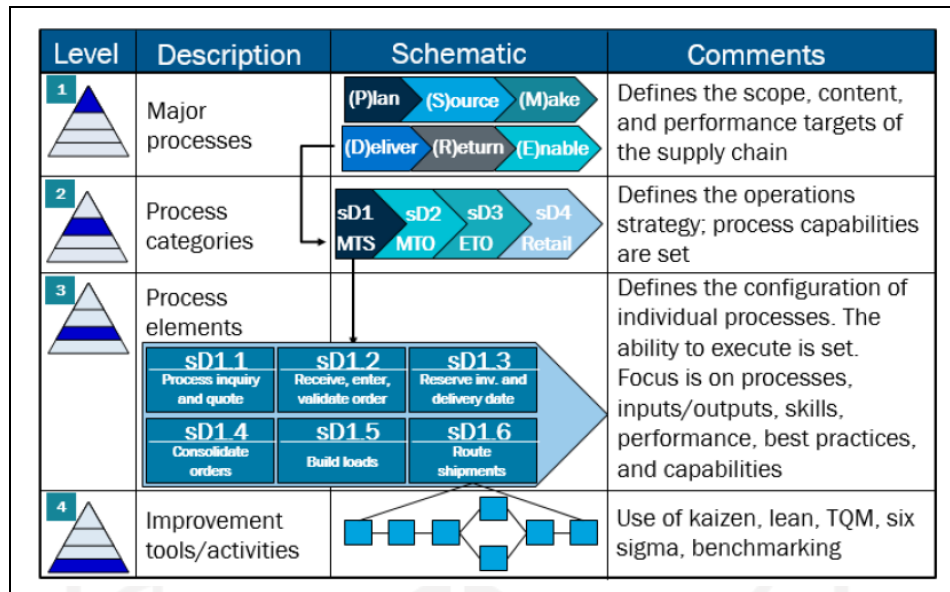 Level Description Schematic Comments
1
Major
processes
(P)lan (S)ource (M)ake
(D)eliver (R)eturn (E)nable
Defines the scope, content,
and performance targets of
the supply chain
2
Process
categories
sD1 sD2 sD3 sD4
MTS MTO ETO Retail
Defines the operations
strategy; process capabilities
are set
3
Process
elements
sD1.1 sD1.2 sD1.3
Process inquiry Receive, enter, Reserve inv. and
and quote validate order delivery date
sD1.4 sD1.5 sD1.6
Consolidate Build loads Route
orders shipments
Defines the configuration of
individual processes. The
ability to execute is set.
Focus is on processes,
inputs/outputs, skills,
performance, best practices,
and capabilities
4
Improvement
tools/activities
Use of kaizen, lean, TQM, six
sigma, benchmarking